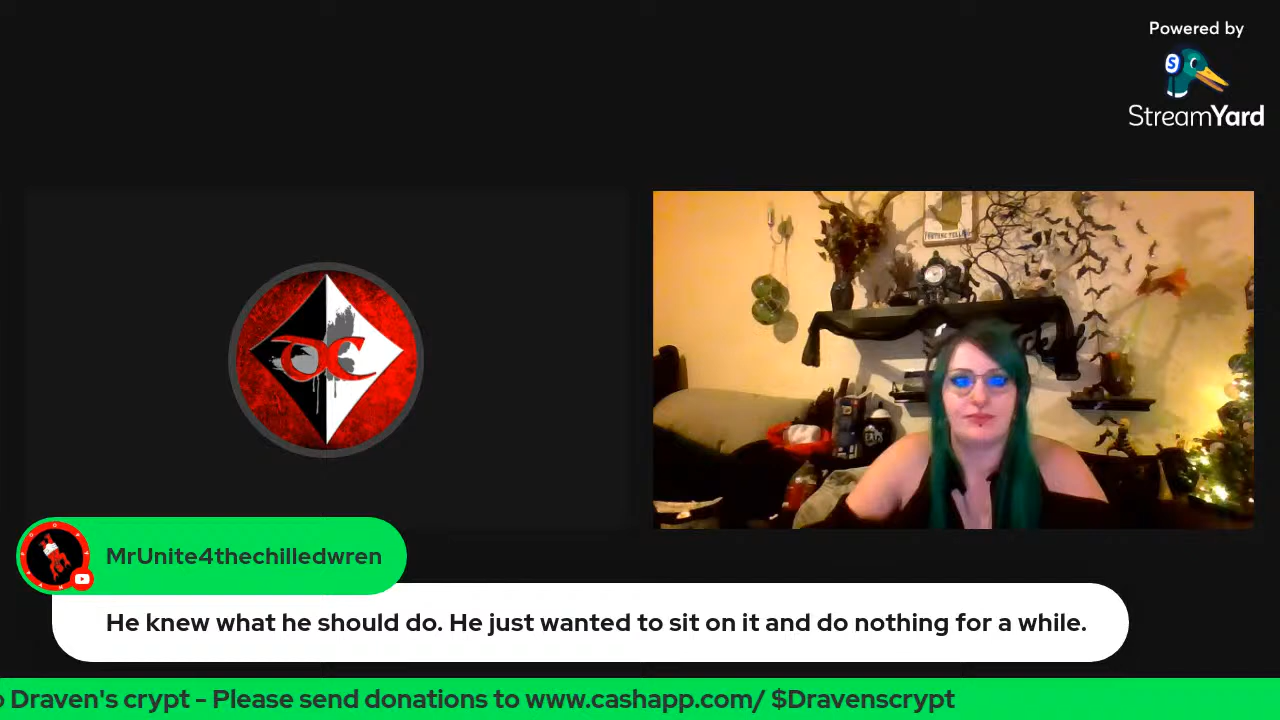 Powered by
StreamYard
OC
MrUnite4thechilledwren
He knew what he should do. He just wanted to sit on it and do nothing for a while.
o Draven's crypt - Please send donations to www.cashapp.com/ $Dravenscrypt